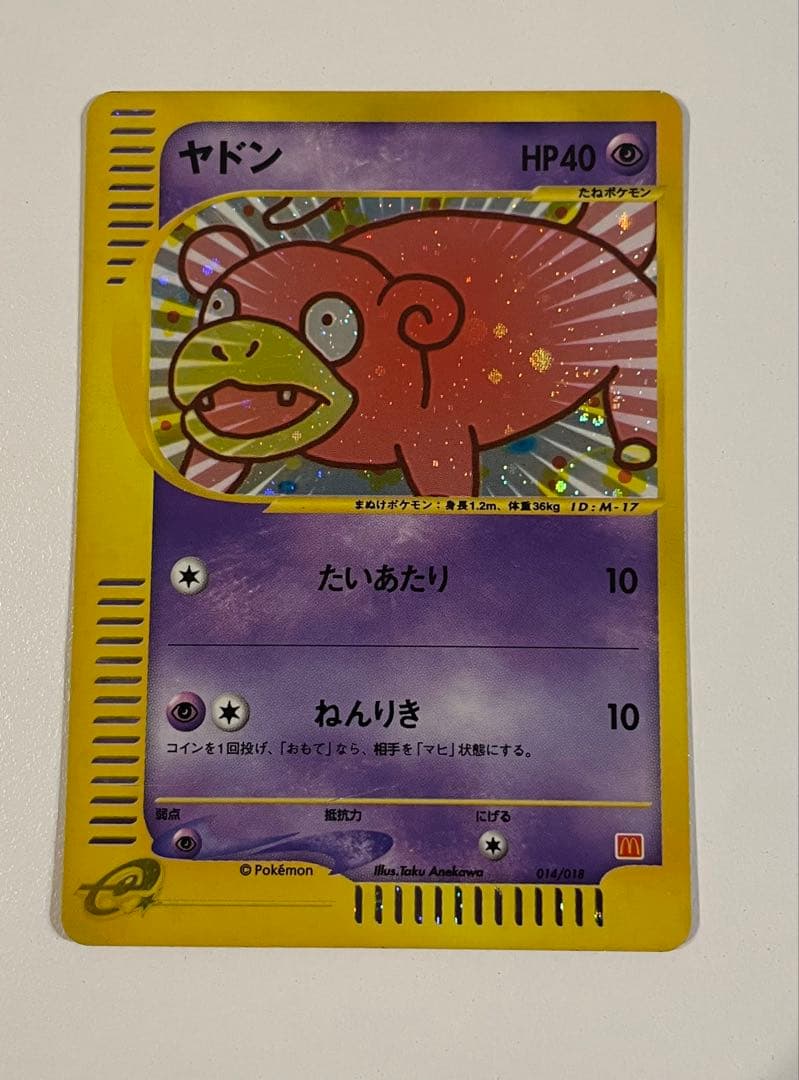 ヤドン HP40
たねポケモン
まぬけポケモン：身長1.2m、体重36kg ID:M-17
たいあたり 10
ねんりき 10
コインを1回投げ、「おもて」なら、相手を「マヒ」状態にする。
弱点 抵抗力 にげる
e
©Pokémon Illus.Taku Anekawa 014/018